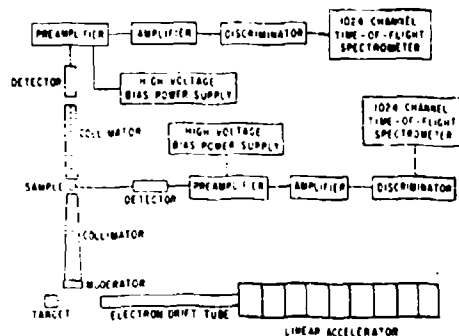 PREAMPLIFIER
AMPLIFIER
DISCRIMINATOR
1024 CHANNEL
TIME-OF-FLIGHT
SPECTROMETER
DETECTOR
HIGH VOLTAGE
BIAS POWER SUPPLY
COLLIMATOR
HIGH VOLTAGE
BIAS POWER SUPPLY
1024 CHANNEL
TIME-OF-FLIGHT
SPECTROMETER
SAMPLE
DETECTOR
PREAMPLIFIER
AMPLIFIER
DISCRIMINATOR
COLLIMATOR
MODERATOR
TARGET
ELECTRON DRIFT TUBE
LINEAR ACCELERATOR